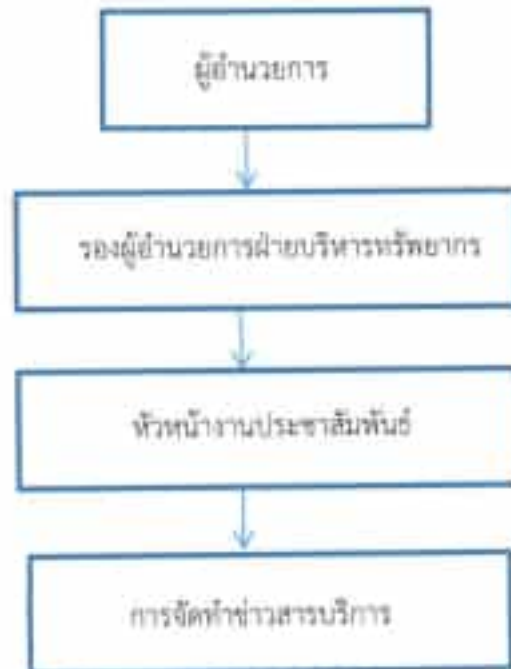 ผู้อำนวยการ
รองผู้อำนวยการฝ่ายบริหารทรัพยากร
หัวหน้างานประชาสัมพันธ์
การจัดทำข่าวสารบริการ